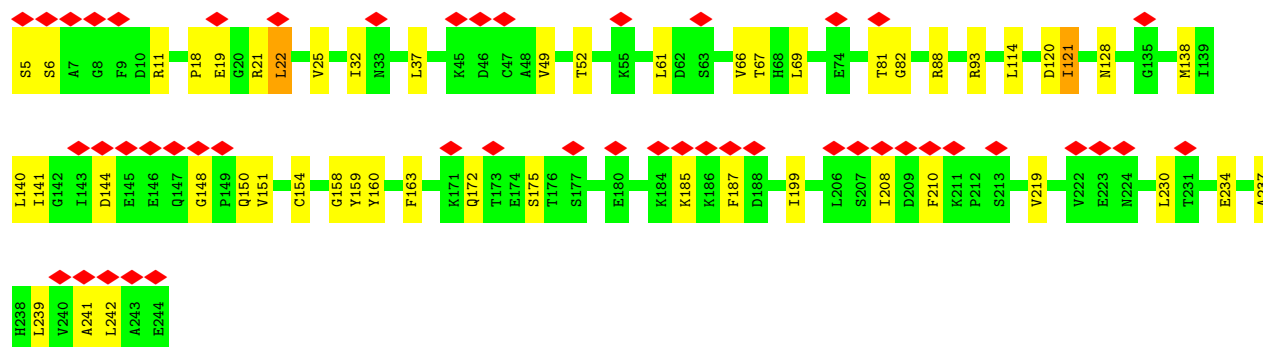 S5 S6 A7 G8 F9 D10 R11 P18 E19 G20 R21 L22 V25 I32 N33 L37 K45 D46 C47 A48 V49 T52 K55 L61 D62 S63 V66 T67 H68 L69 E74 T81 G82 R88 R93 L114 D120 I121 N128 G135 M138 I139
L140 I141 G142 I143 D144 E145 E146 Q147 G148 P149 Q150 V151 C154 G158 Y159 Y160 F163 K171 Q172 T173 E174 S175 T176 S177 E180 K184 K185 K186 F187 D188 I199 L206 S207 I208 D209 F210 K211 P212 S213 V219 V222 E223 N224 L230 T231 E234 A237
H238 L239 V240 A241 L242 A243 E244